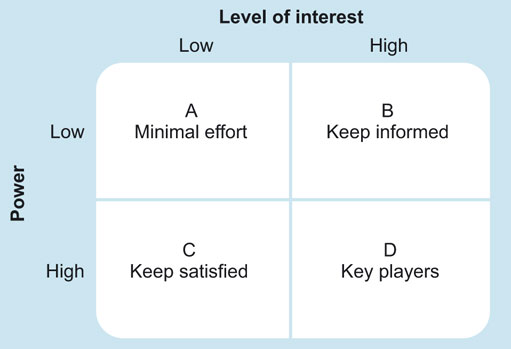 Level of interest
Low High
A B
Low Minimal effort Keep informed
Power
C D
High Keep satisfied Key players